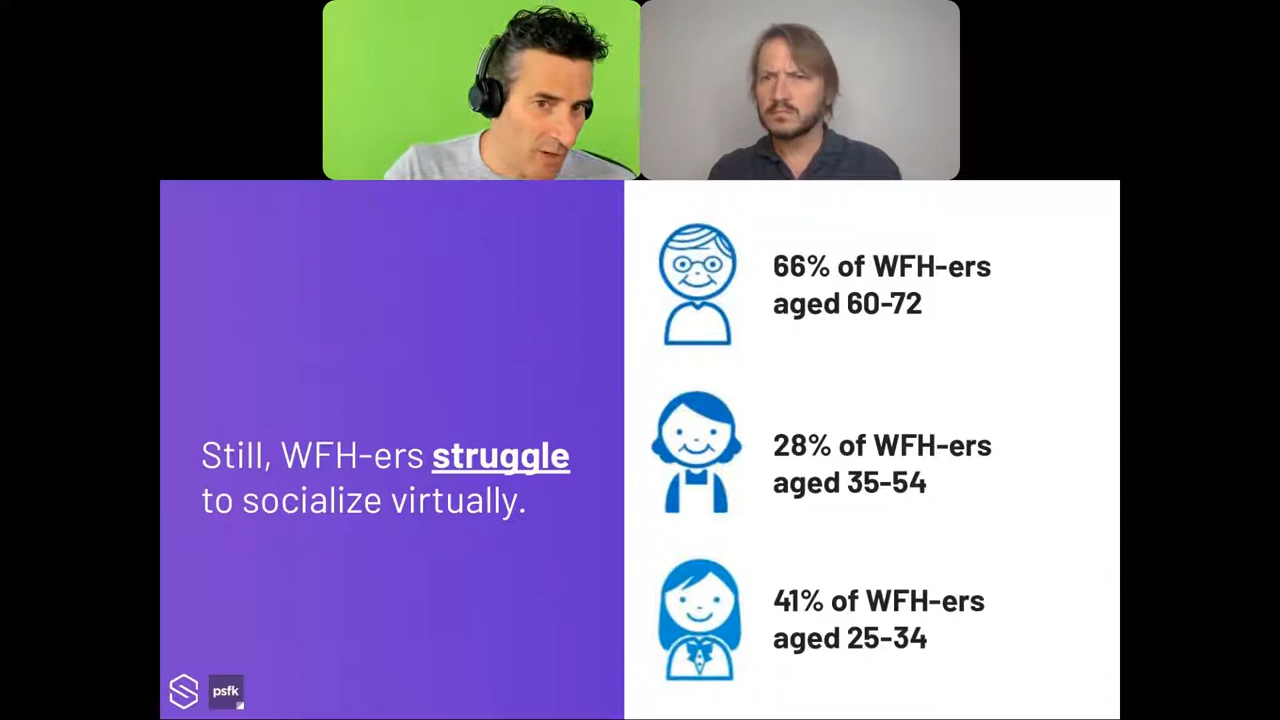 Still, WFH-ers struggle
to socialize virtually.
66% of WFH-ers
aged 60-72
28% of WFH-ers
aged 35-54
41% of WFH-ers
aged 25-34
psfk